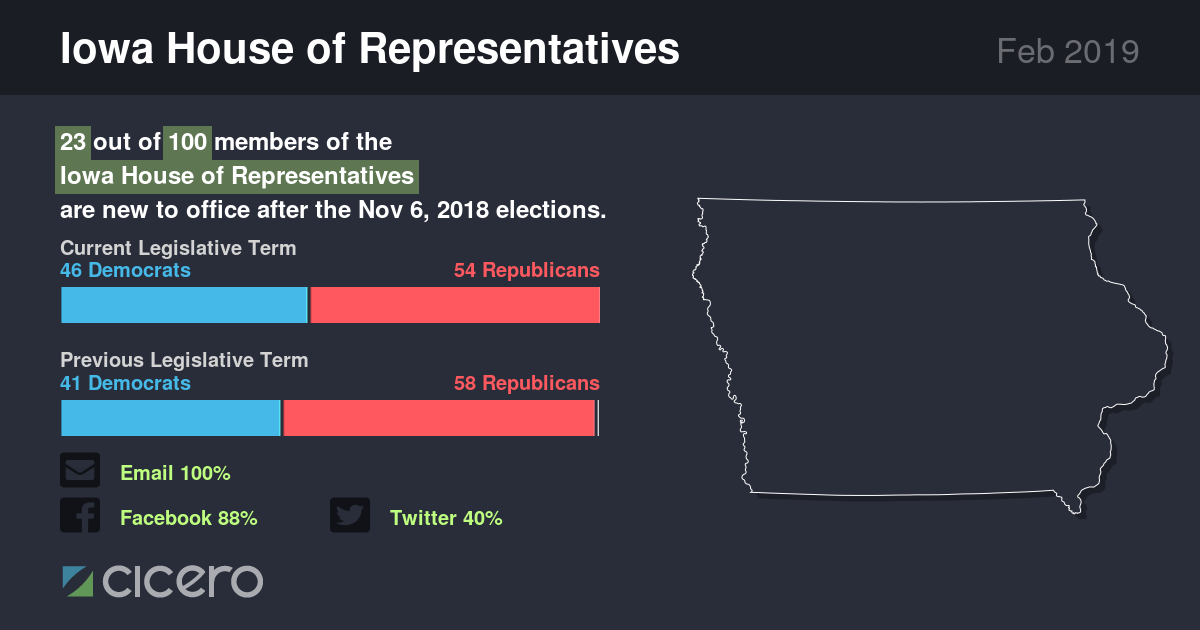 Iowa House of Representatives
Feb 2019
23 out of 100 members of the
Iowa House of Representatives
are new to office after the Nov 6, 2018 elections.
Current Legislative Term
46 Democrats
54 Republicans
Previous Legislative Term
41 Democrats
58 Republicans
Email 100%
Facebook 88%
Twitter 40%
cicero